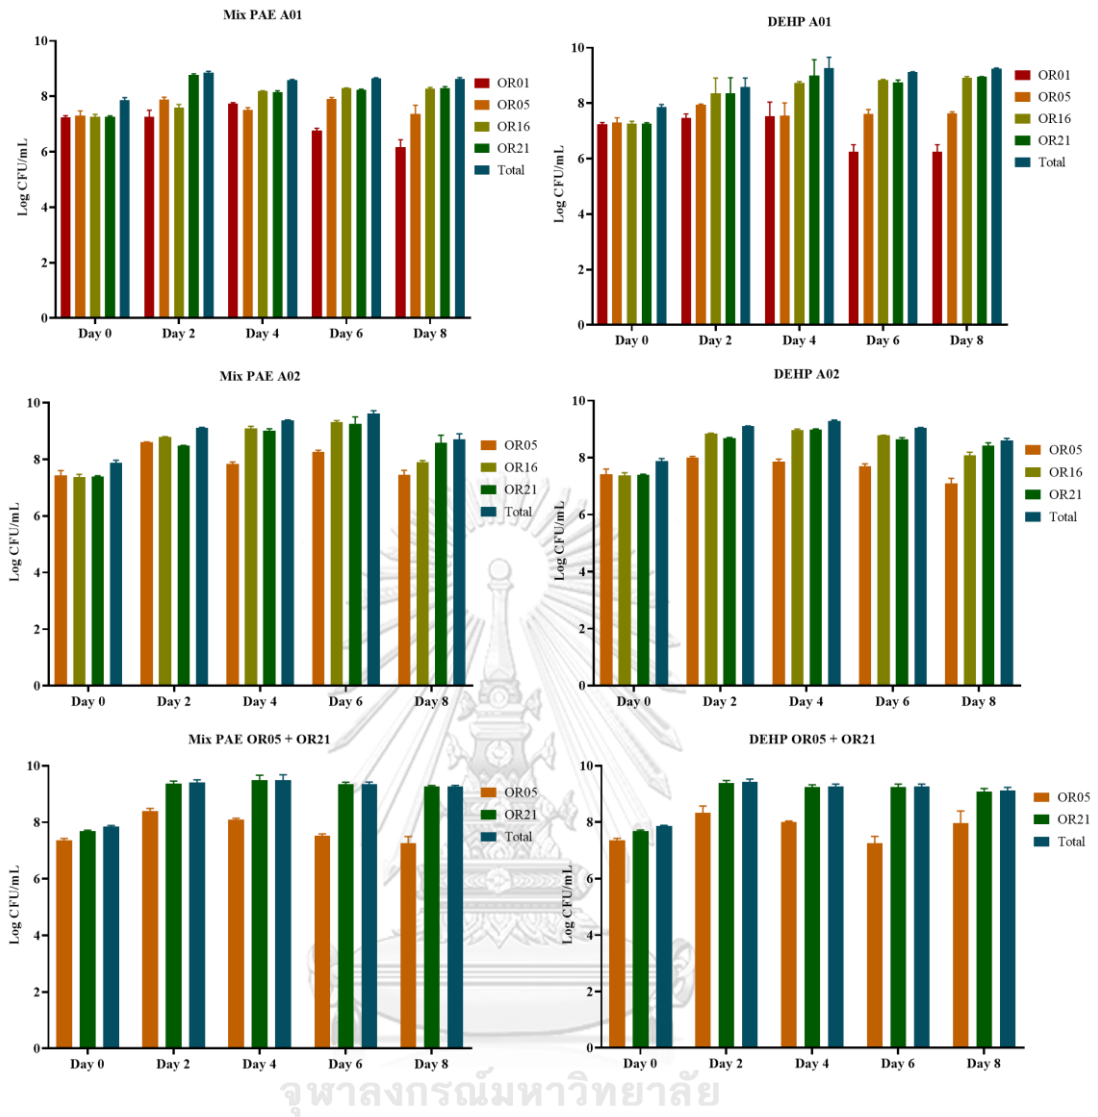 Mix PAE A01
Log CFU/mL
10
8
6
4
2
0
Day 0 Day 2 Day 4 Day 6 Day 8
OR01
OR05
OR16
OR21
Total
DEHP A01
Log CFU/mL
10
8
6
4
2
0
Day 0 Day 2 Day 4 Day 6 Day 8
OR01
OR05
OR16
OR21
Total
Mix PAE A02
Log CFU/mL
10
8
6
4
2
0
Day 0 Day 2 Day 4 Day 6 Day 8
OR05
OR16
OR21
Total
DEHP A02
Log CFU/mL
10
8
6
4
2
0
Day 0 Day 2 Day 4 Day 6 Day 8
OR05
OR16
OR21
Total
Mix PAE OR05 + OR21
Log CFU/mL
10
8
6
4
2
0
Day 0 Day 2 Day 4 Day 6 Day 8
OR05
OR21
Total
DEHP OR05 + OR21
Log CFU/mL
10
8
6
4
2
0
Day 0 Day 2 Day 4 Day 6 Day 8
OR05
OR21
Total
จุฬาลงกรณ์มหาวิทยาลัย